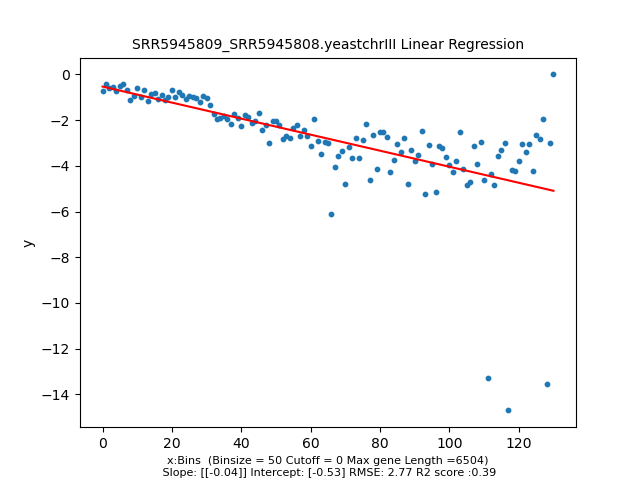 SRR5945809_SRR5945808.yeastchrIII Linear Regression
0
−2
−4
−6
−8
−10
−12
−14
y
0 20 40 60 80 100 120
x:Bins  (Binsize = 50 Cutoff = 0 Max gene Length =6504)
Slope: [[-0.04]] Intercept: [-0.53] RMSE: 2.77 R2 score :0.39